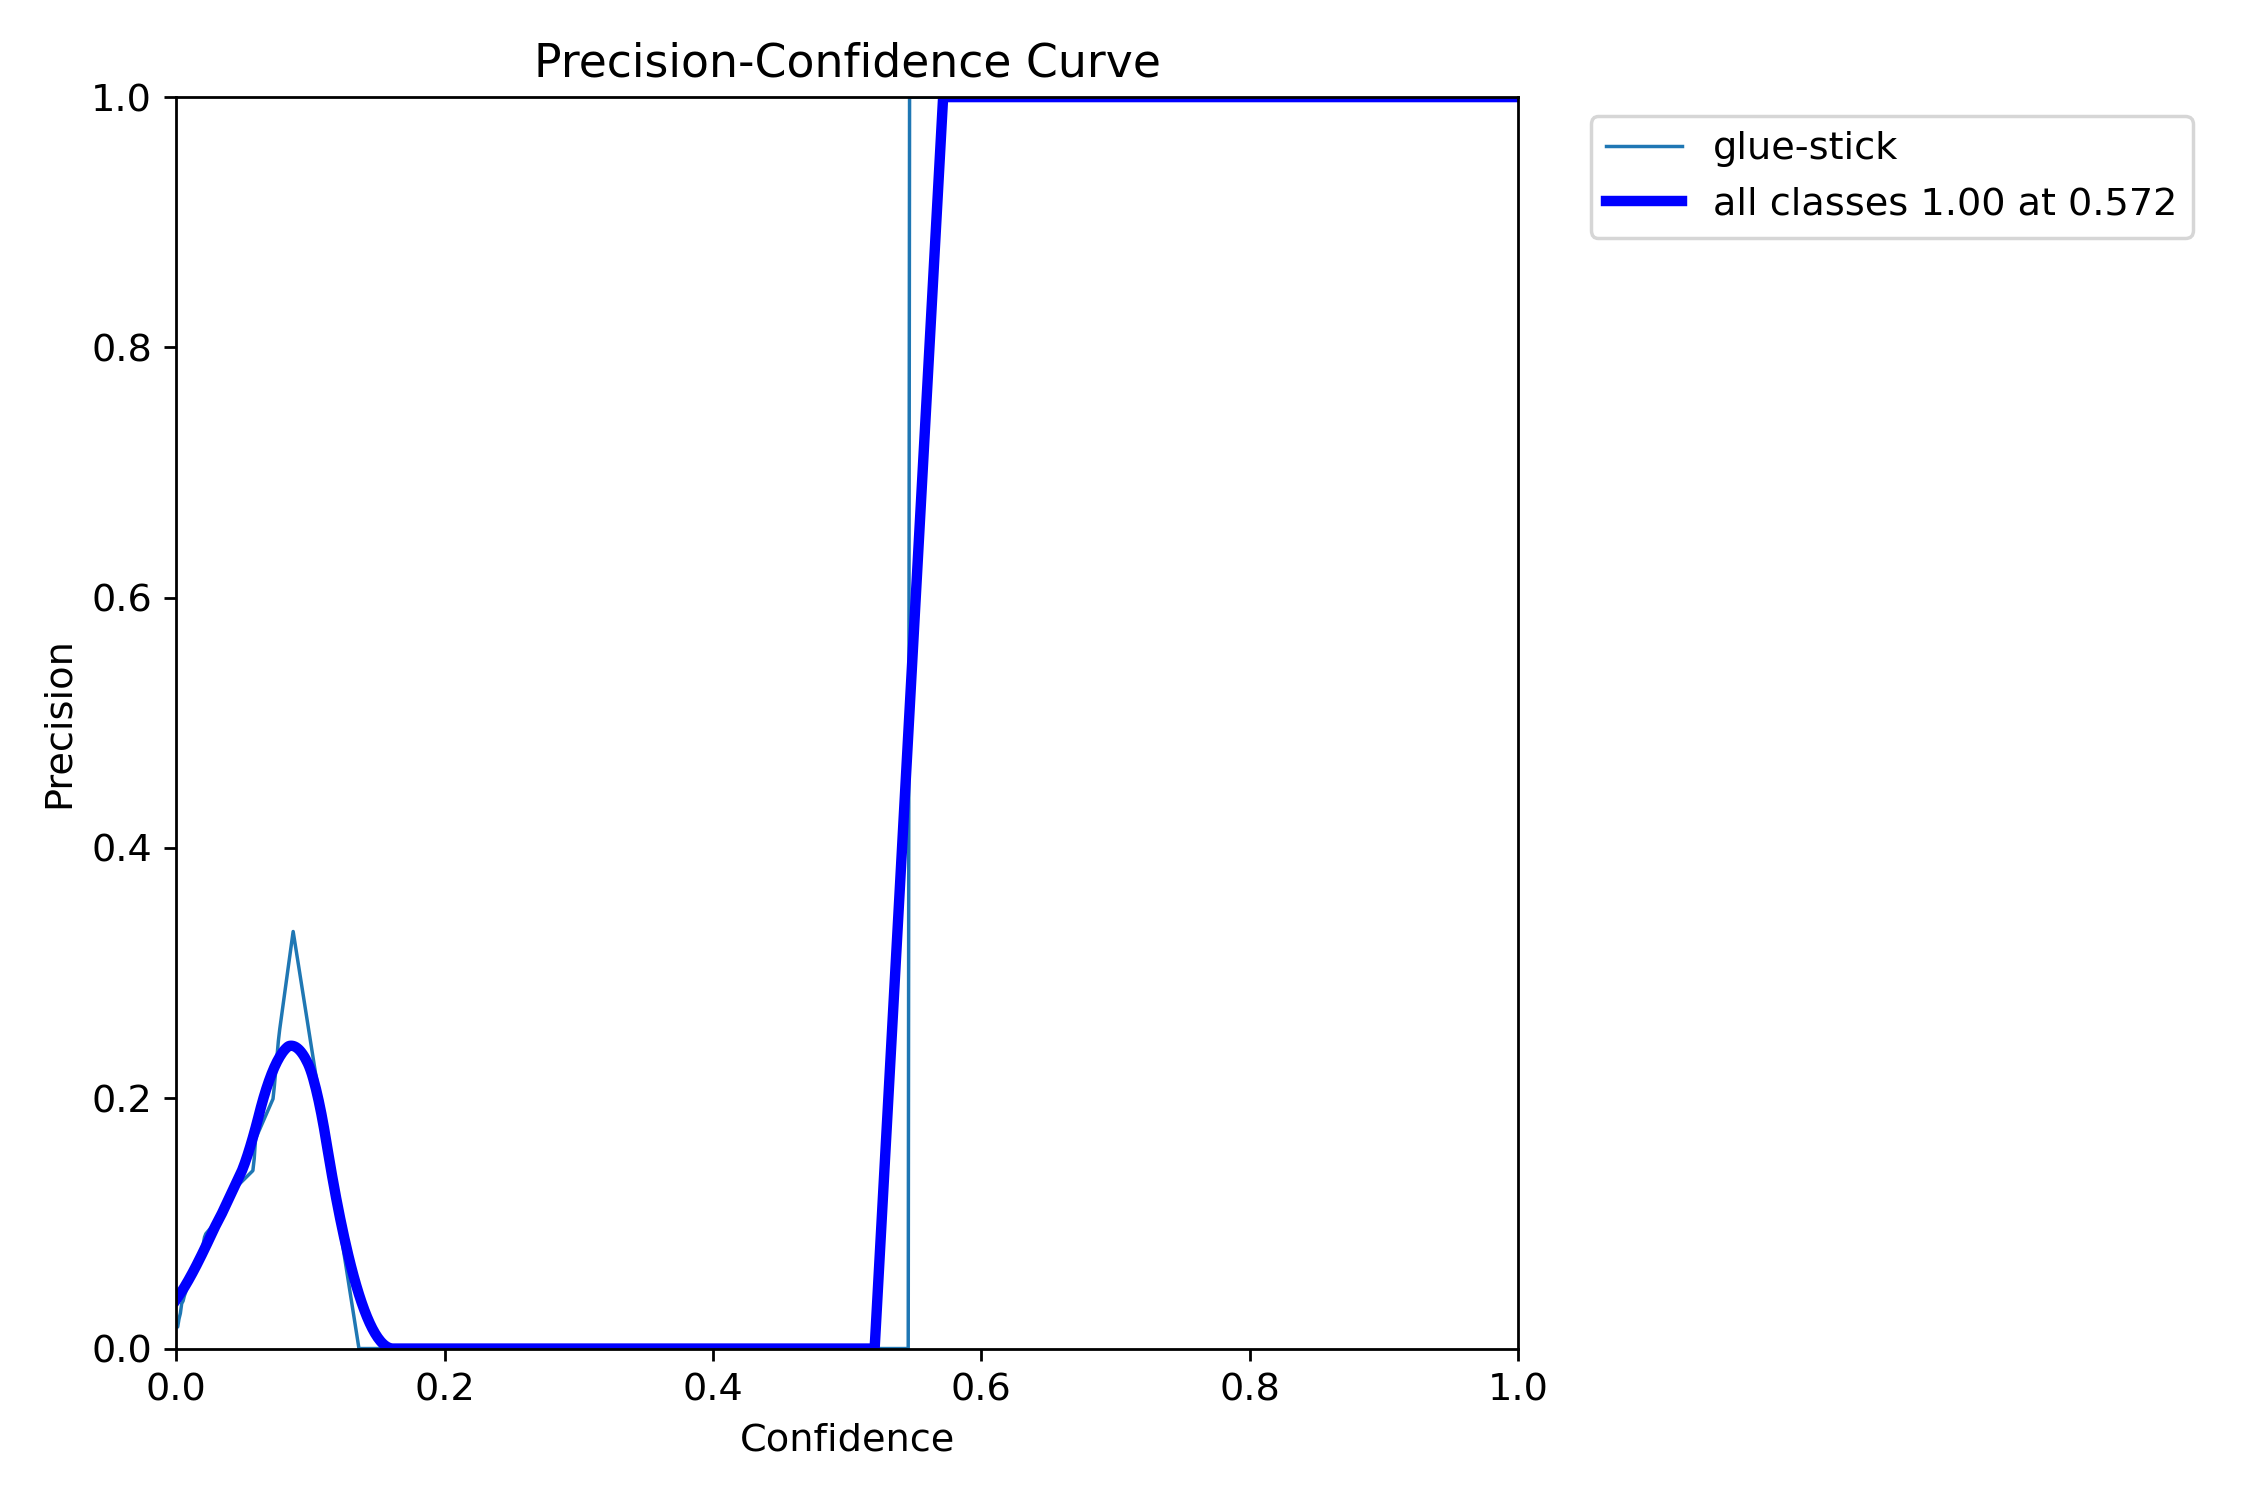 Precision-Confidence Curve
1.0
0.8
0.6
0.4
0.2
0.0
Precision
0.0 0.2 0.4 0.6 0.8 1.0
Confidence
glue-stick
all classes 1.00 at 0.572